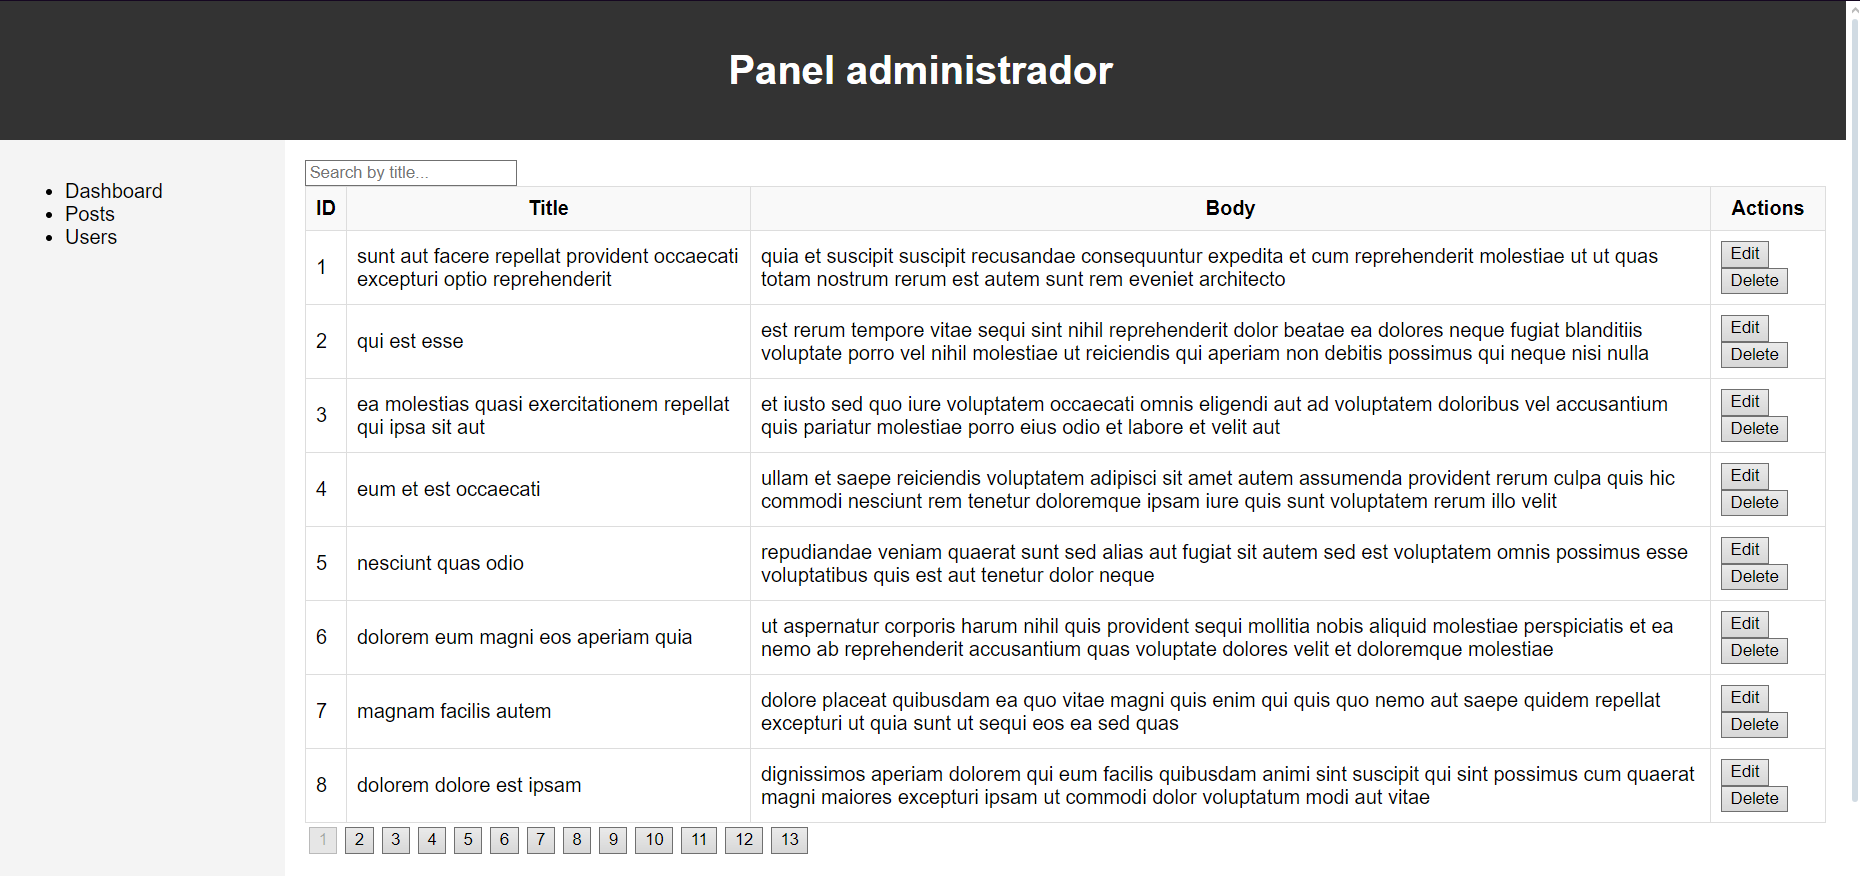 Panel administrador
Dashboard
Posts
Users
Search by title...
ID Title Body Actions
1 sunt aut facere repellat provident occaecati excepturi optio reprehenderit quia et suscipit suscipit recusandae consequuntur expedita et cum reprehenderit molestiae ut ut quas totam nostrum rerum est autem sunt rem eveniet architecto Edit Delete
2 qui est esse est rerum tempore vitae sequi sint nihil reprehenderit dolor beatae ea dolores neque fugiat blanditiis voluptate porro vel nihil molestiae ut reiciendis qui aperiam non debitis possimus qui neque nisi nulla Edit Delete
3 ea molestias quasi exercitationem repellat qui ipsa sit aut et iusto sed quo iure voluptatem occaecati omnis eligendi aut ad voluptatem doloribus vel accusantium quis pariatur molestiae porro eius odio et labore et velit aut Edit Delete
4 eum et est occaecati ullam et saepe reiciendis voluptatem adipisci sit amet autem assumenda provident rerum culpa quis hic commodi nesciunt rem tenetur doloremque ipsam iure quis sunt voluptatem rerum illo velit Edit Delete
5 nesciunt quas odio repudiandae veniam quaerat sunt sed alias aut fugiat sit autem sed est voluptatem omnis possimus esse voluptatibus quis est aut tenetur dolor neque Edit Delete
6 dolorem eum magni eos aperiam quia ut aspernatur corporis harum nihil quis provident sequi mollitia nobis aliquid molestiae perspiciatis et ea nemo ab reprehenderit accusantium quas voluptate dolores velit et doloremque molestiae Edit Delete
7 magnam facilis autem dolore placeat quibusdam ea quo vitae magni quis enim qui quis quo nemo aut saepe quidem repellat excepturi ut quia sunt ut sequi eos ea sed quas Edit Delete
8 dolorem dolore est ipsam dignissimos aperiam dolorem qui eum facilis quibusdam animi sint suscipit qui sint possimus cum quaerat magni maiores excepturi ipsam ut commodi dolor voluptatum modi aut vitae Edit Delete
1 2 3 4 5 6 7 8 9 10 11 12 13